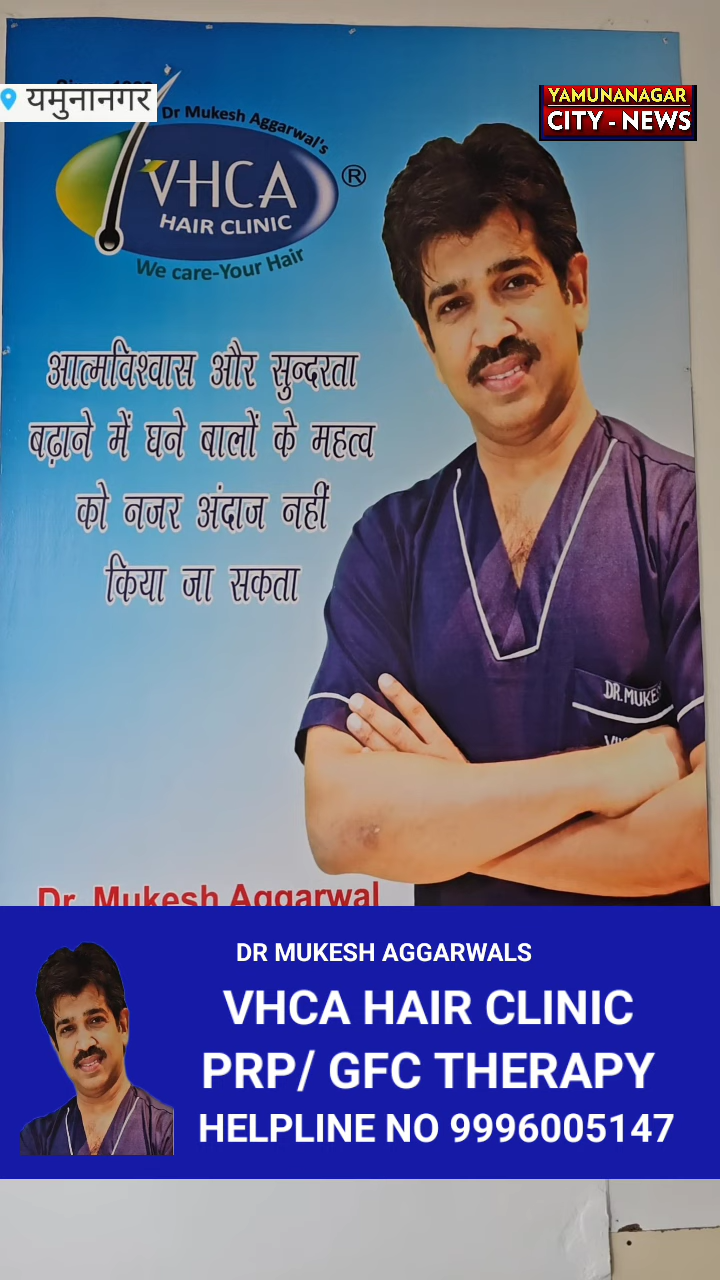 यमुनानगर
YAMUNANAGAR
CITY - NEWS
Dr Mukesh Aggarwal's
VHCA
®
HAIR CLINIC
We care-Your Hair
आत्मविश्वास और सुन्दरता
बढ़ाने में घने बालों के महत्व
को नजर अंदाज नहीं
किया जा सकता
DR. MUKE
Dr. Mukesh Aggarwal
DR MUKESH AGGARWALS
VHCA HAIR CLINIC
PRP/ GFC THERAPY
HELPLINE NO 9996005147